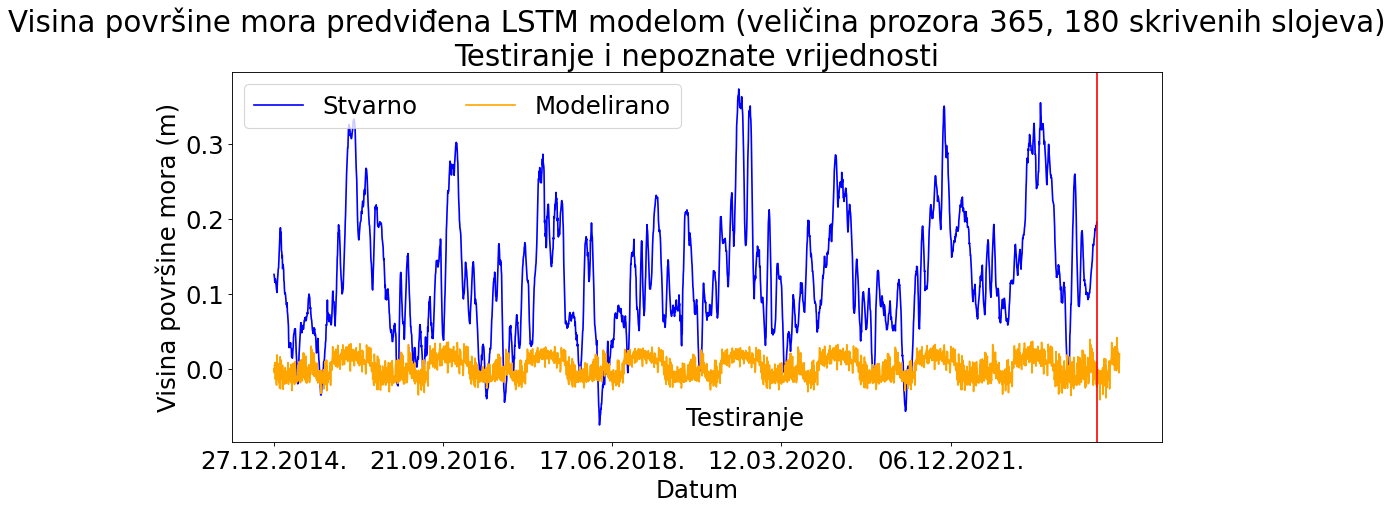 Visina površine mora predviđena LSTM modelom (veličina prozora 365, 180 skrivenih slojeva)
Testiranje i nepoznate vrijednosti
Stvarno Modelirano
Visina površine mora (m)
0.3
0.2
0.1
0.0
Testiranje
27.12.2014. 21.09.2016. 17.06.2018. 12.03.2020. 06.12.2021.
Datum